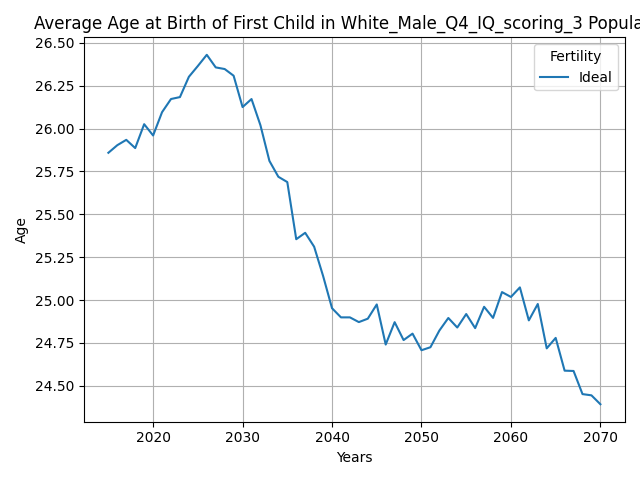 Average Age at Birth of First Child in White_Male_Q4_IQ_scoring_3 Popula
26.50
26.25
26.00
25.75
25.50
25.25
25.00
24.75
24.50
Age
Fertility
Ideal
2020 2030 2040 2050 2060 2070
Years